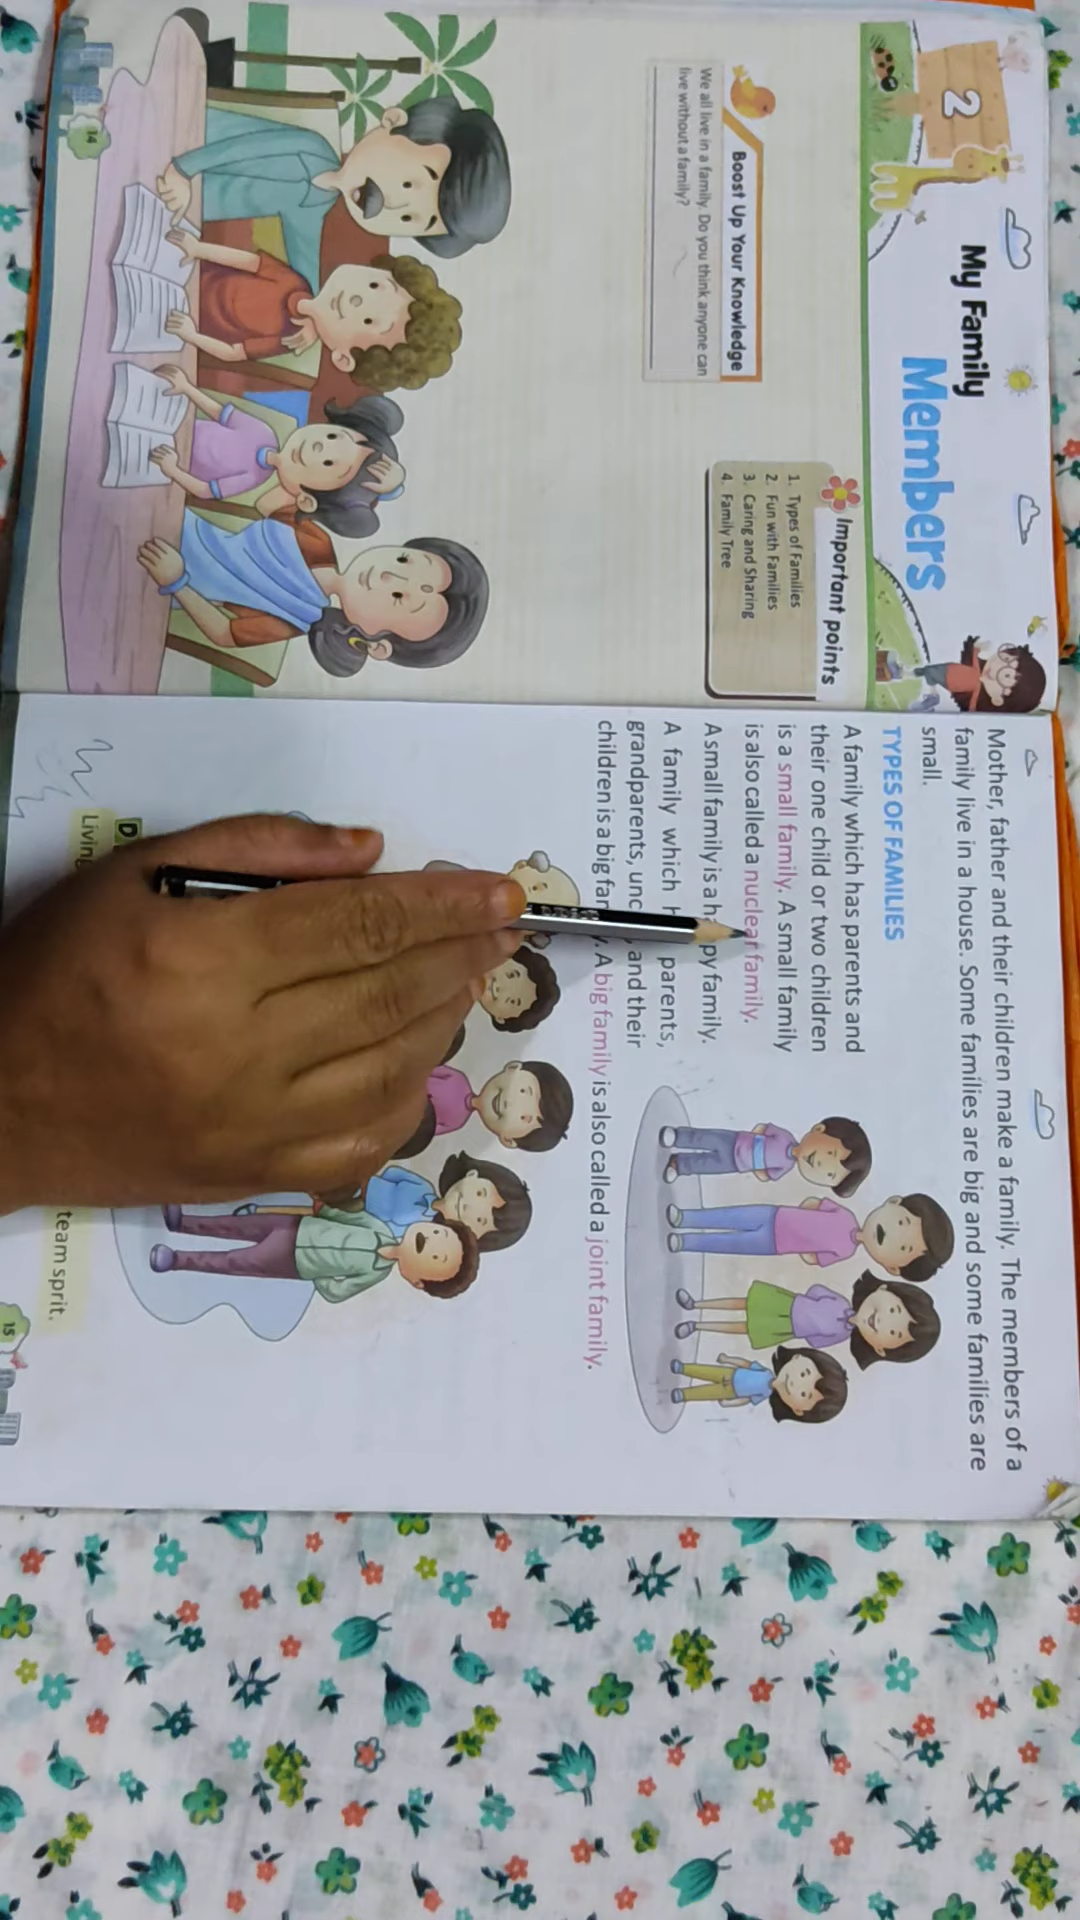 2
My Family
Members
Important points
1. Types of Families
2. Fun with Families
3. Caring and Sharing
4. Family Tree
Boost Up Your Knowledge
We all live in a family. Do you think anyone can
live without a family?
14
Mother, father and their children make a family. The members of a
family live in a house. Some families are big and some families are
small.
TYPES OF FAMILIES
A family which has parents and
their one child or two children
is a small family. A small family
is also called a nuclear family.
A small family is a h py family.
A family which h parents,
grandparents, unc and their
children is a big fam y. A big family is also called a joint family.
D
Living
team sprit.
15